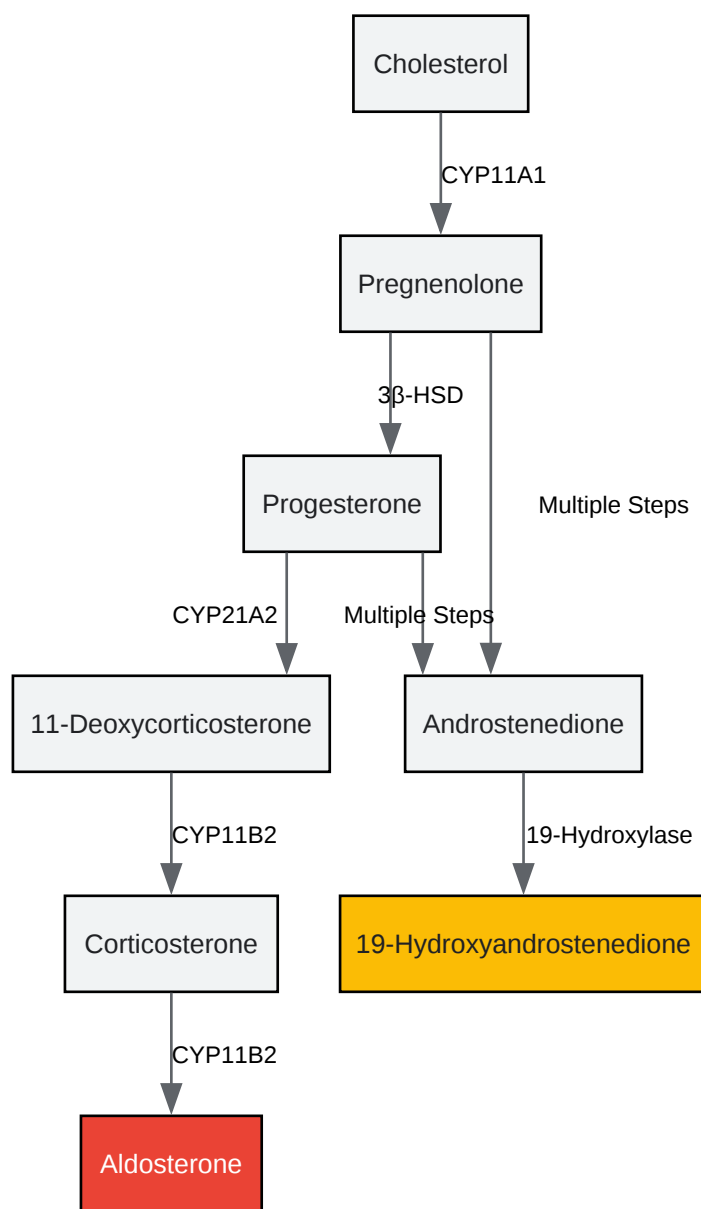 Cholesterol
CYP11A1
Pregnenolone
3β-HSD
Multiple Steps
Progesterone
CYP21A2
Multiple Steps
11-Deoxycorticosterone
Androstenedione
CYP11B2
19-Hydroxylase
Corticosterone
19-Hydroxyandrostenedione
CYP11B2
Aldosterone